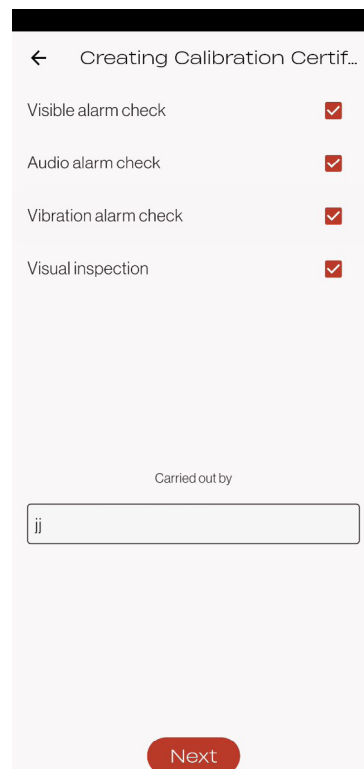 Creating Calibration Certif...
Visible alarm check
Audio alarm check
Vibration alarm check
Visual inspection
Carried out by
jj
Next